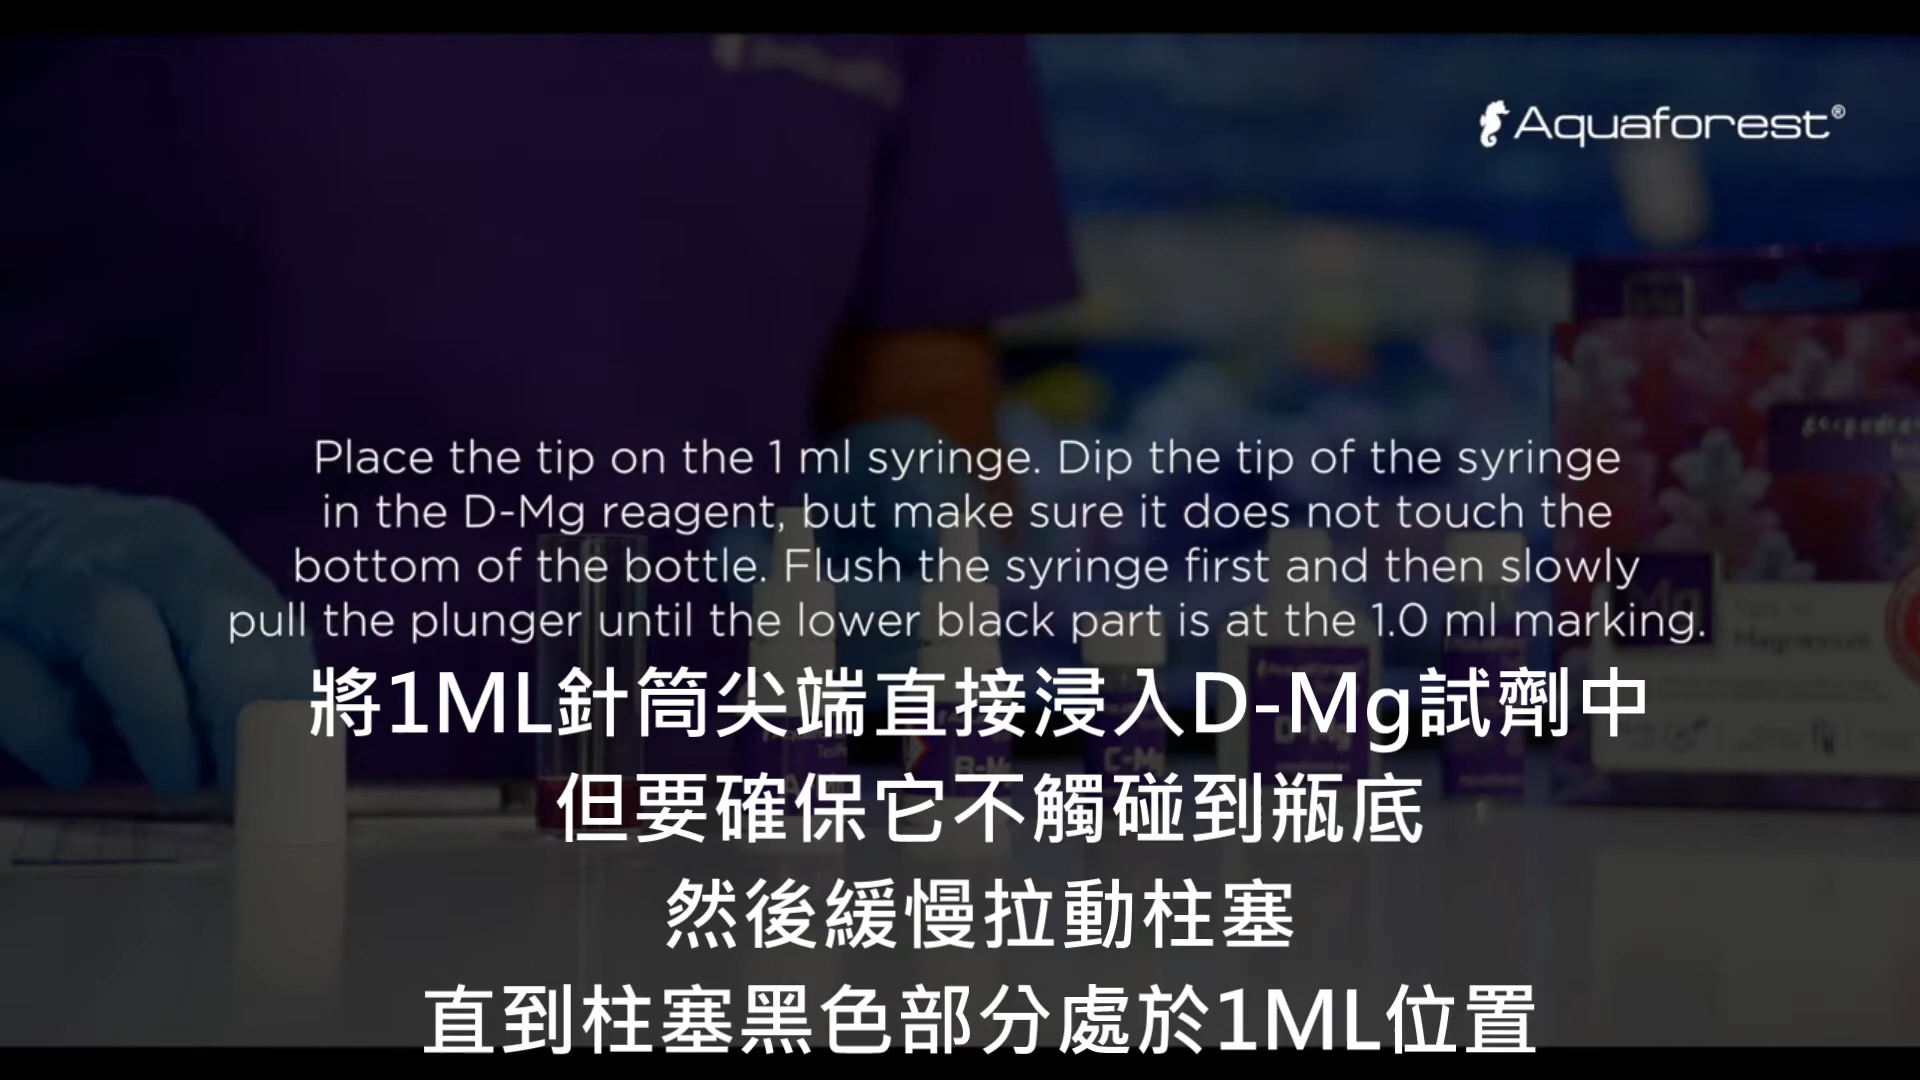 Aquaforest®
Place the tip on the 1 ml syringe. Dip the tip of the syringe
in the D-Mg reagent, but make sure it does not touch the
bottom of the bottle. Flush the syringe first and then slowly
pull the plunger until the lower black part is at the 1.0 ml marking.
將1ML針筒尖端直接浸入D-Mg試劑中
但要確保它不觸碰到瓶底
然後緩慢拉動柱塞
直到柱塞黑色部分處於1ML位置
Mg
Magnesium
B-Mg
C-Mg
D-Mg